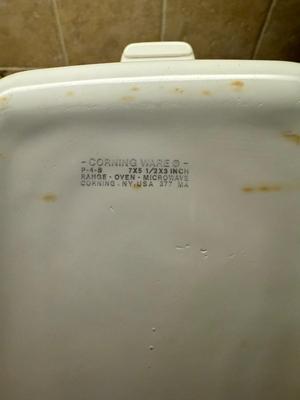 - CORNING WARE ® -
P-4-B 7X5 1/2X3 INCH
RANGE - OVEN - MICROWAVE
CORNING - NY.USA 377 MA